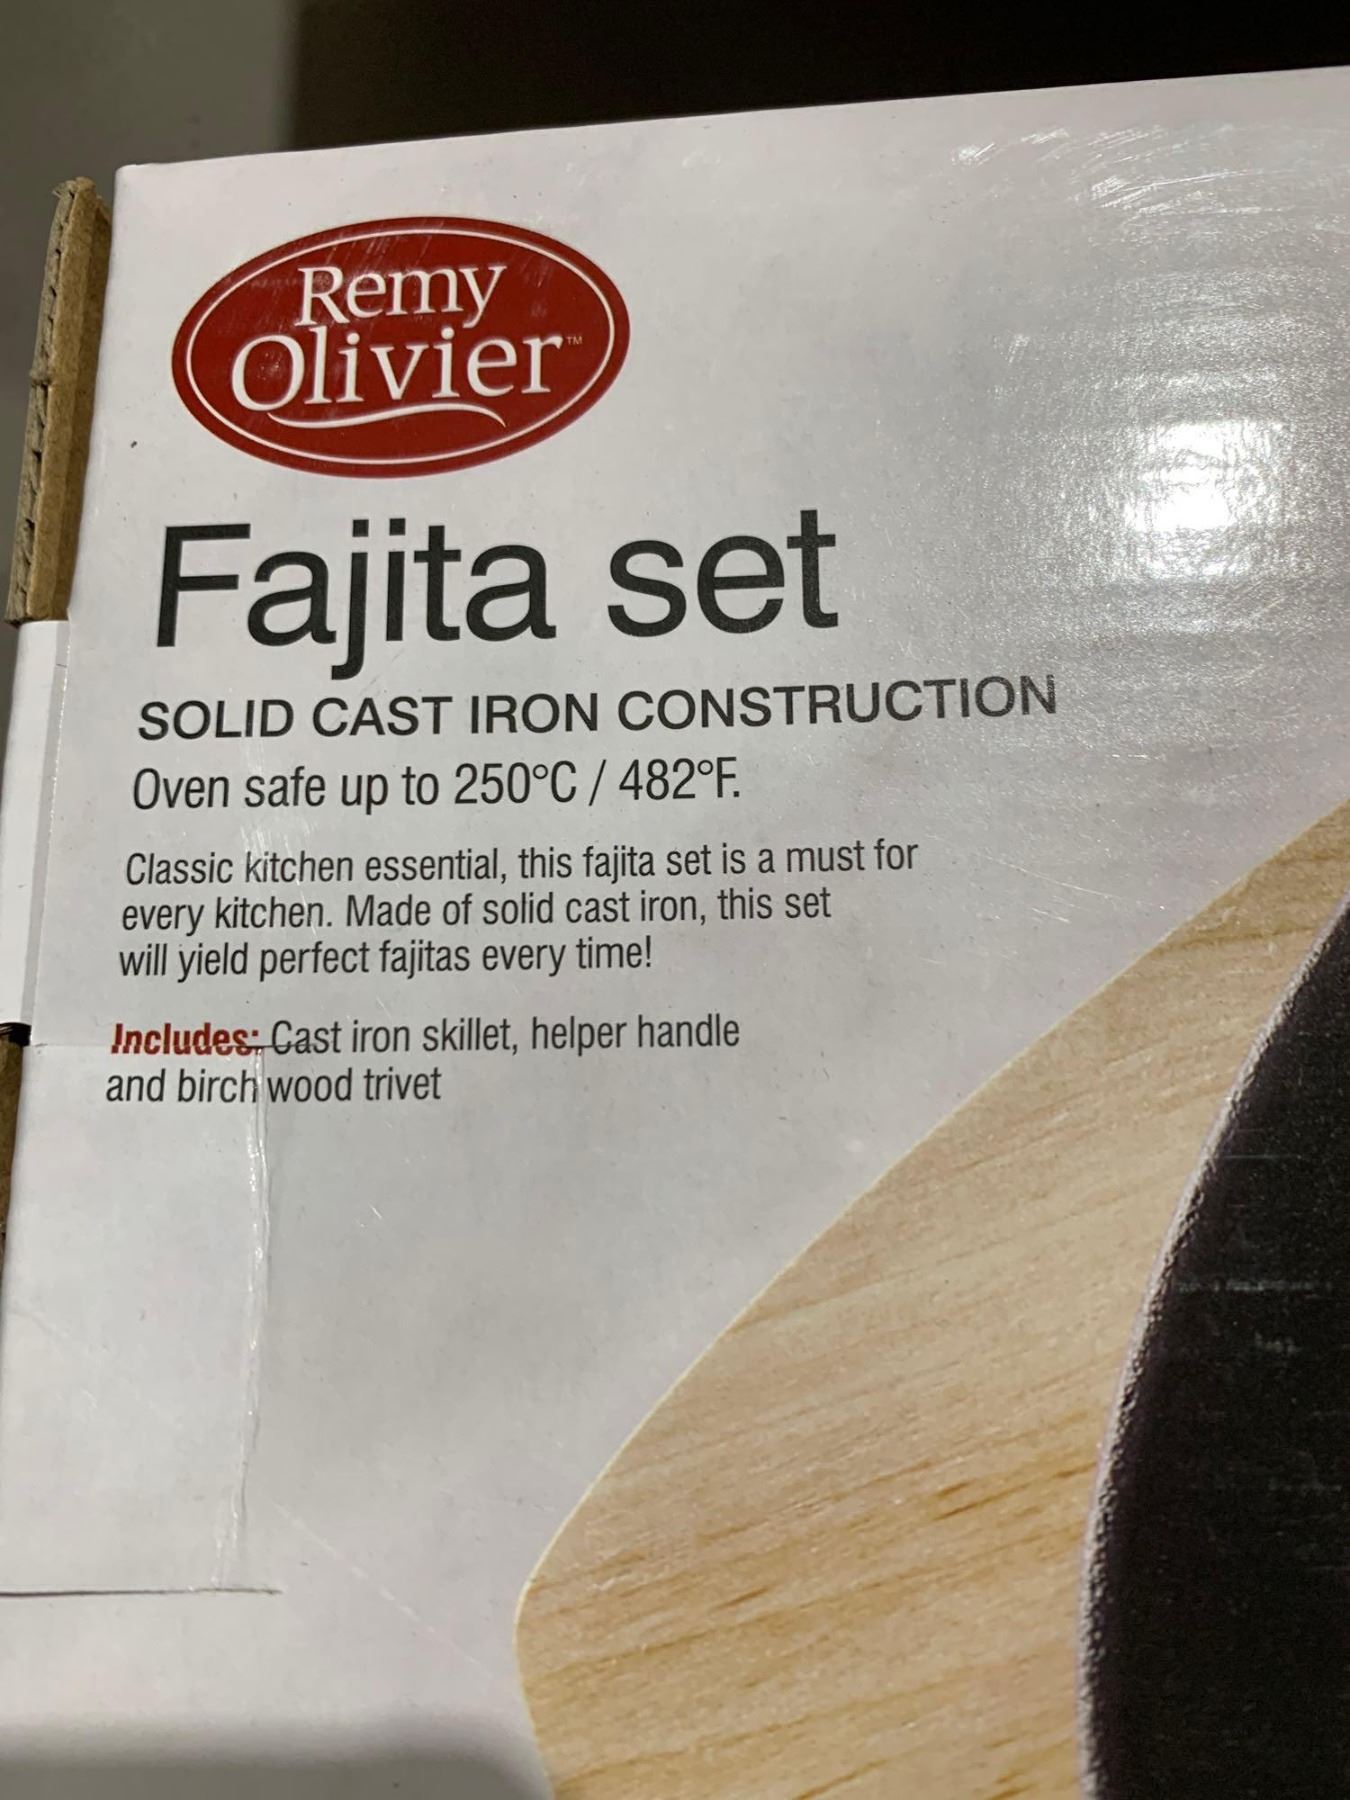 Remy
Olivier™
Fajita set
SOLID CAST IRON CONSTRUCTION
Oven safe up to 250°C / 482°F.
Classic kitchen essential, this fajita set is a must for
every kitchen. Made of solid cast iron, this set
will yield perfect fajitas every time!
Includes: Cast iron skillet, helper handle
and birch wood trivet